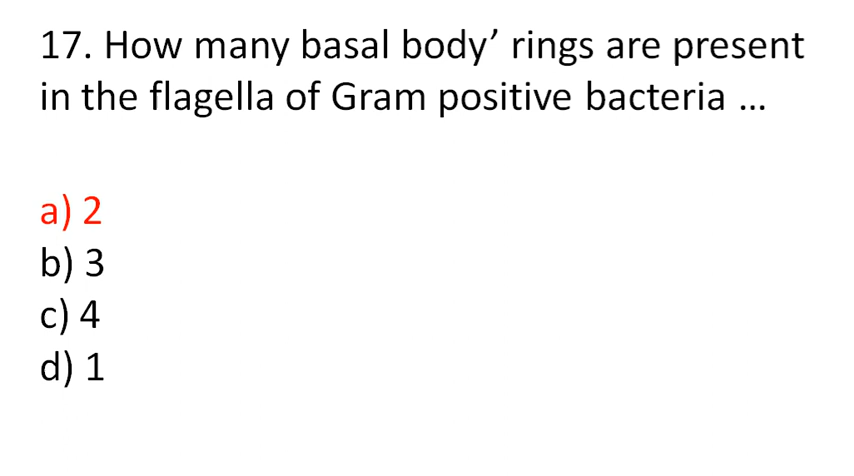 17. How many basal body’ rings are present
in the flagella of Gram positive bacteria ...
a) 2
b) 3
c) 4
d) 1